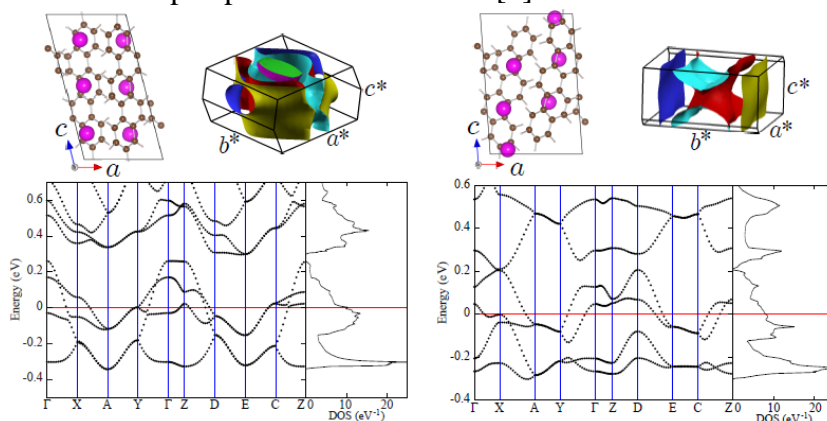 c
a
b*
a*
c*
c
a
b*
a*
c*
Energy (eV)
0.6
0.4
0.2
0
-0.2
-0.4
Γ X A Y Γ Z D E C Z
0 10 20
DOS (eV⁻¹)
Energy (eV)
0.6
0.4
0.2
0
-0.2
-0.4
Γ X A Y Γ Z D E C Z
0 10 20
DOS (eV⁻¹)